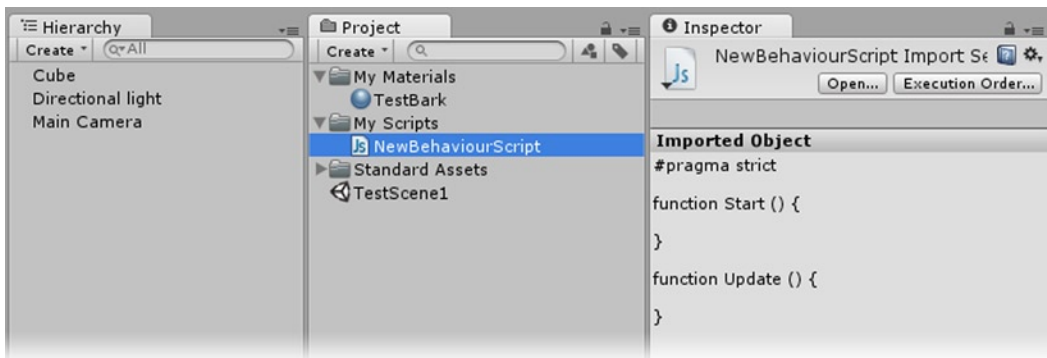 Hierarchy
Create
All
Cube
Directional light
Main Camera
Project
Create
My Materials
TestBark
My Scripts
Js NewBehaviourScript
Standard Assets
TestScene1
Inspector
Js
NewBehaviourScript Import Se
Open... Execution Order...
Imported Object
#pragma strict
function Start () {
}
function Update () {
}